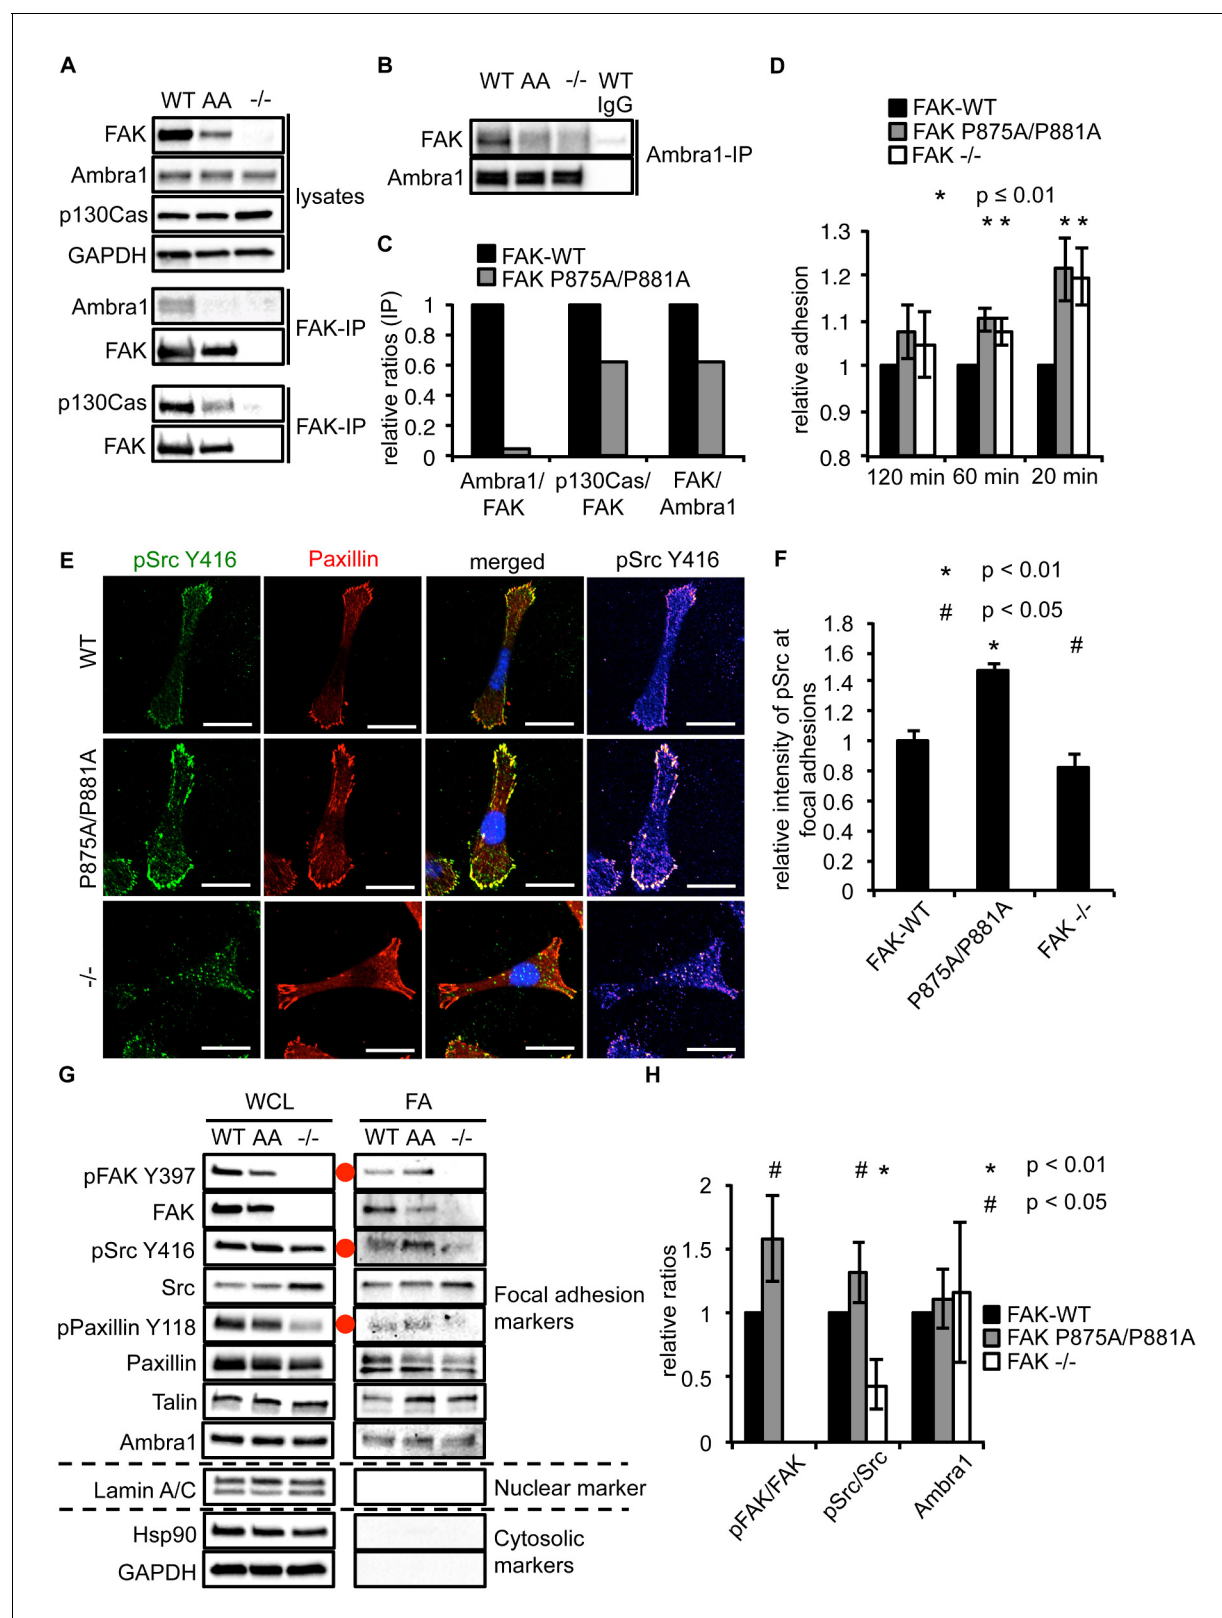 A
WT AA -/-
FAK
Ambra1
p130Cas
GAPDH
lysates
Ambra1
FAK
FAK-IP
p130Cas
FAK
FAK-IP
B
WT AA -/- WT
IgG
FAK
Ambra1
Ambra1-IP
C
FAK-WT
FAK P875A/P881A
relative ratios (IP)
1
0.8
0.6
0.4
0.2
0
Ambra1/ p130Cas/ FAK/
FAK FAK Ambra1
D
FAK-WT
FAK P875A/P881A
FAK -/-
* p ≤ 0.01
* * * *
relative adhesion
1.3
1.2
1.1
1
0.9
0.8
120 min 60 min 20 min
E
pSrc Y416 Paxillin merged pSrc Y416
WT
P875A/P881A
-/-
F
* p < 0.01
# p < 0.05
relative intensity of pSrc at
focal adhesions
1.8
1.6
1.4
1.2
1
0.8
0.6
0.4
0.2
0
* #
FAK-WT
P875A/P881A
FAK -/-
G
WCL FA
WT AA -/- WT AA -/-
pFAK Y397
FAK
pSrc Y416
Src
pPaxillin Y118
Paxillin
Talin
Ambra1
Focal adhesion
markers
Lamin A/C
Nuclear marker
Hsp90
GAPDH
Cytosolic
markers
H
* p < 0.01
# p < 0.05
# # *
relative ratios
2
1.5
1
0.5
0
FAK-WT
FAK P875A/P881A
FAK -/-
pFAK/FAK
pSrc/Src
Ambra1